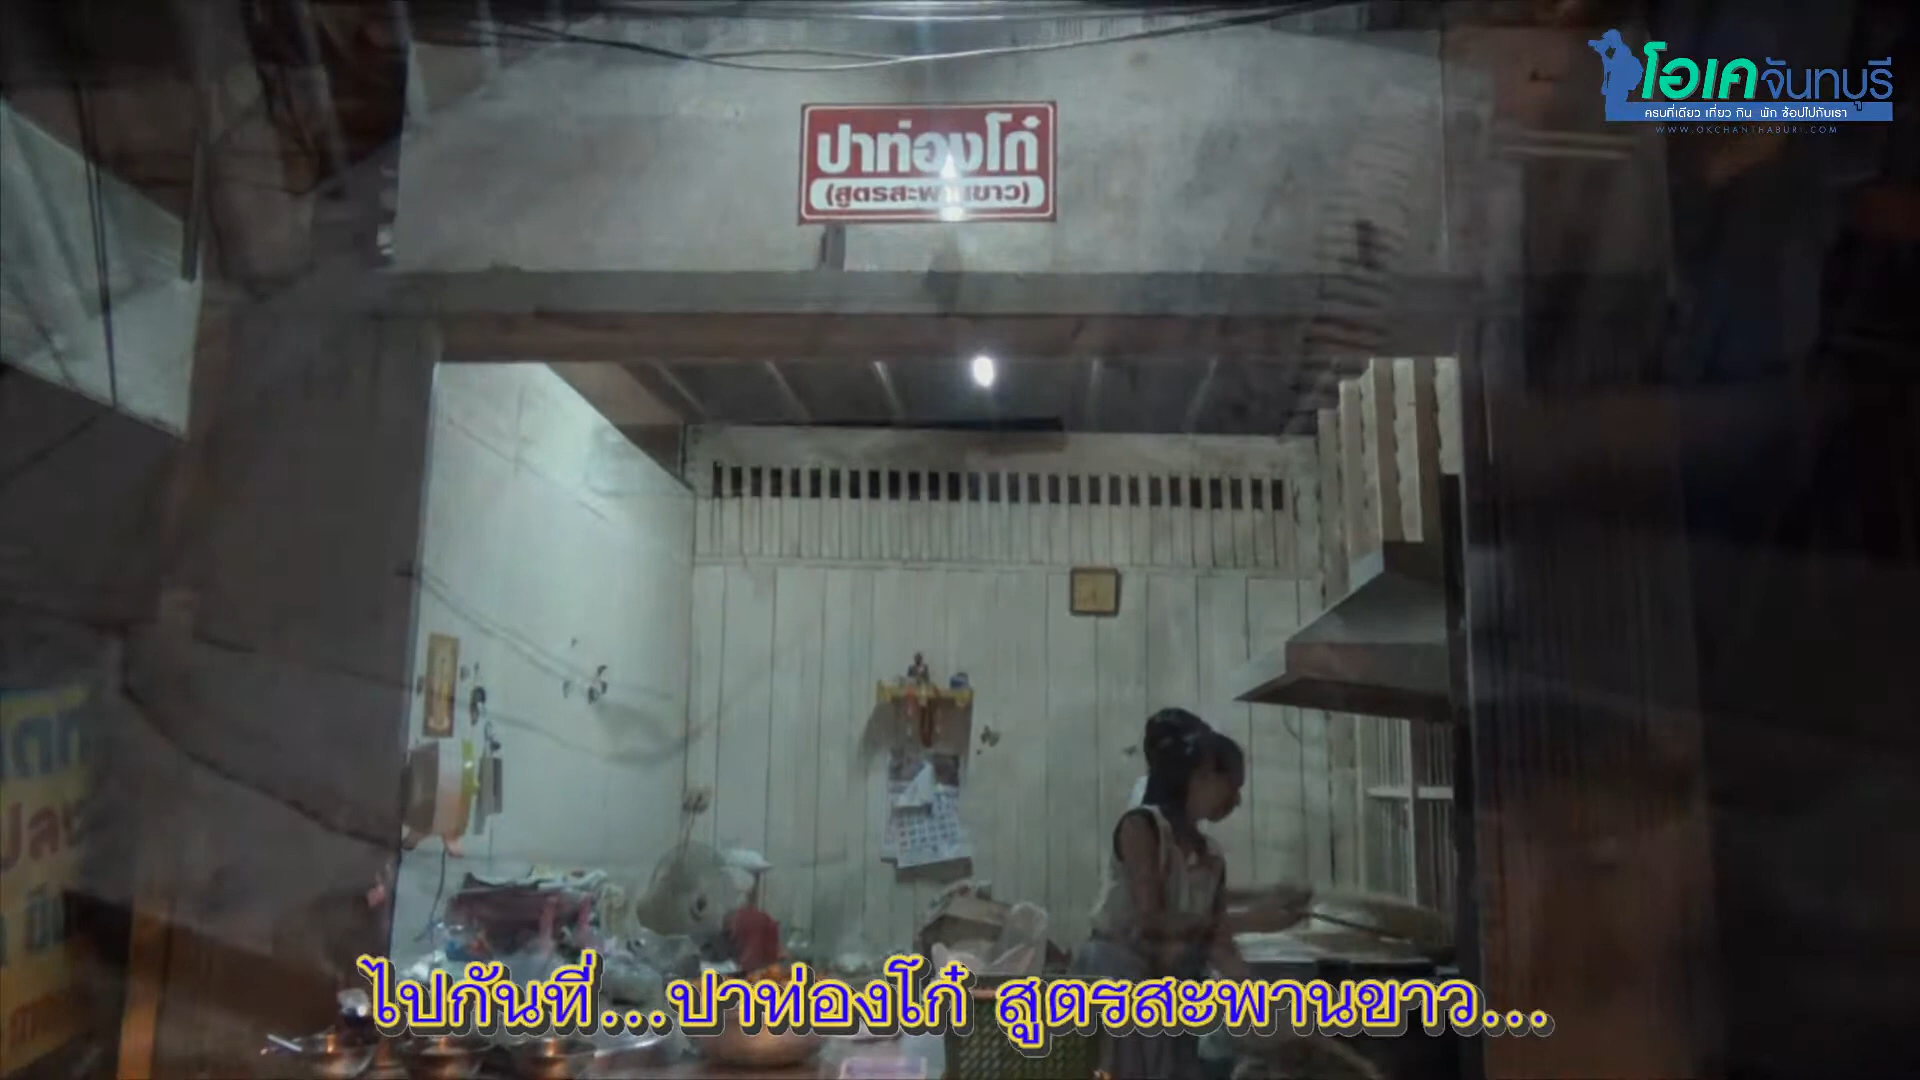 โอเคจันทบุรี
ครบที่เดียว เที่ยว กิน พัก ช้อปไปกับเรา
WWW.OKCHANTHABURI.COM
ปาท่องโก๋
(สูตรสะพานขาว)
ไปกันที่...ปาท่องโก๋ สูตรสะพานขาว...